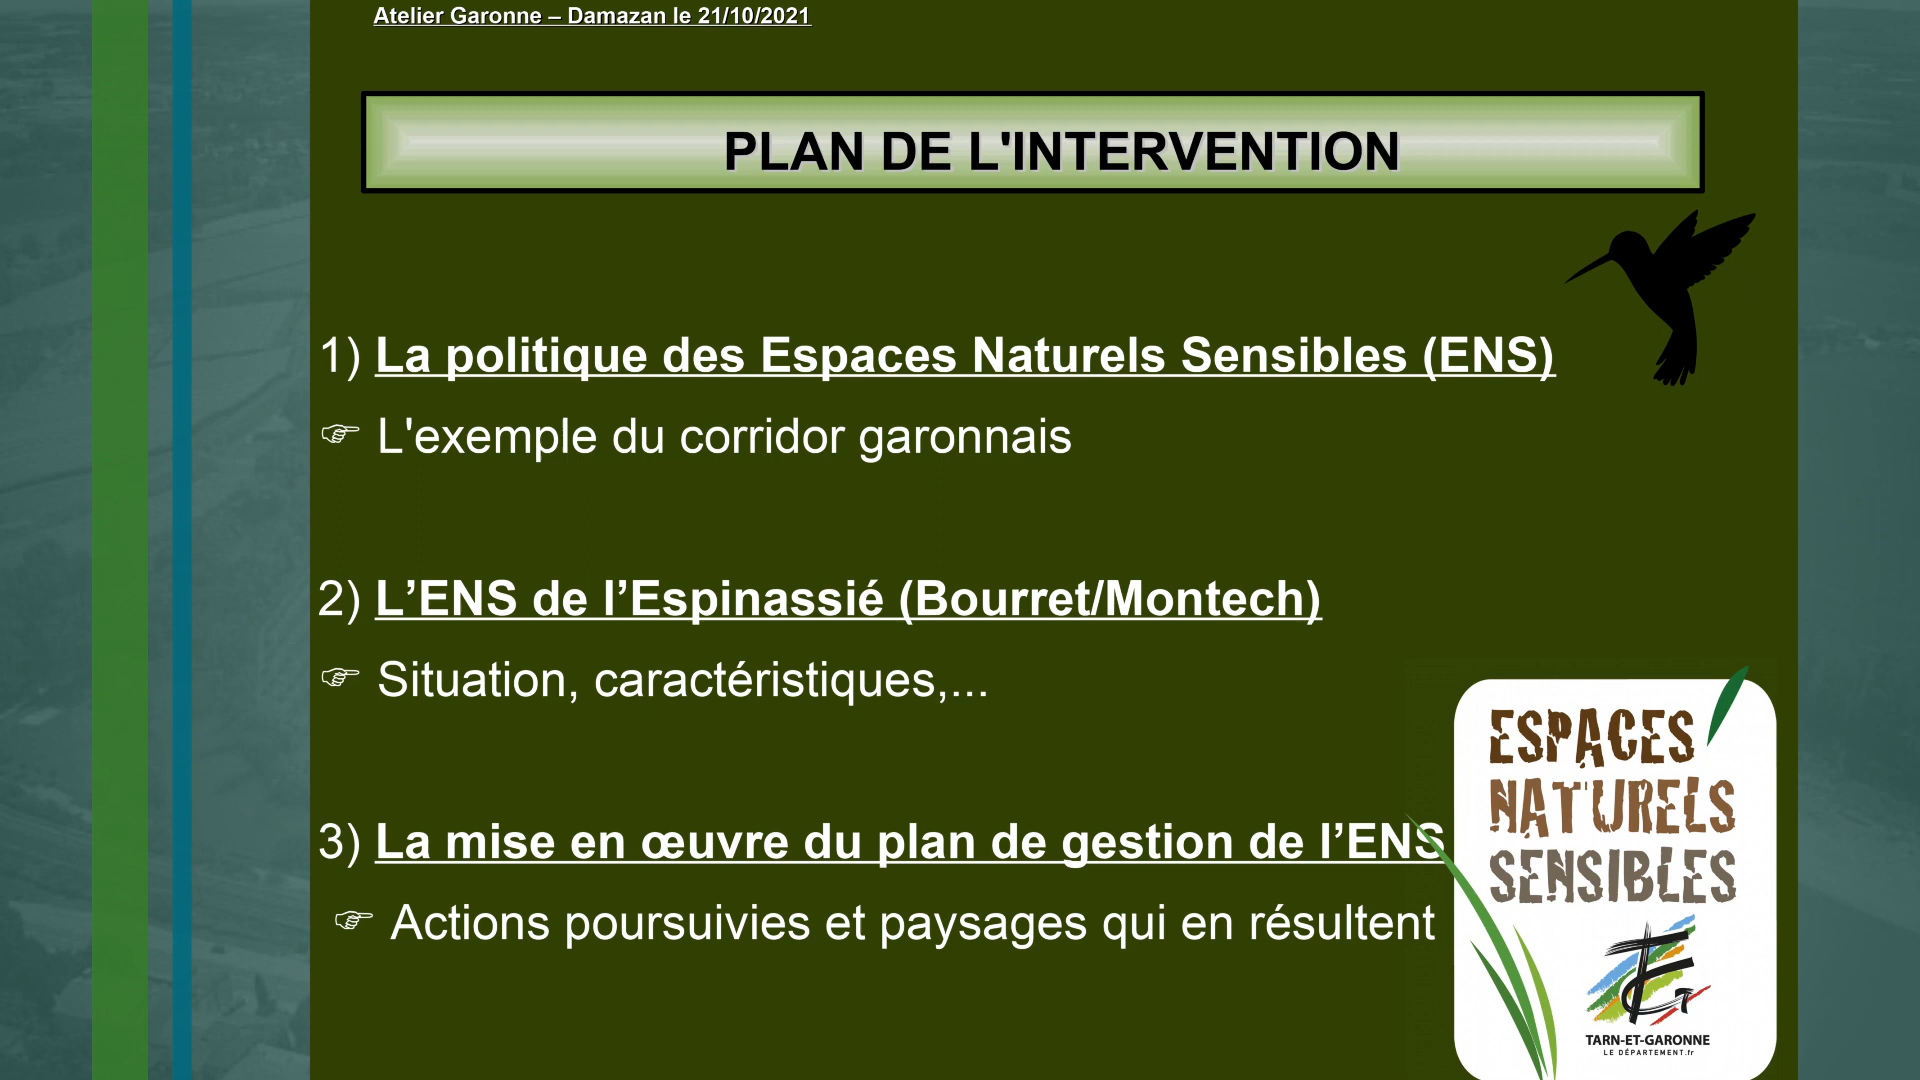 Atelier Garonne – Damazan le 21/10/2021
PLAN DE L'INTERVENTION
1) La politique des Espaces Naturels Sensibles (ENS)
☞ L'exemple du corridor garonnais
2) L’ENS de l’Espinassié (Bourret/Montech)
☞ Situation, caractéristiques,...
3) La mise en œuvre du plan de gestion de l’ENS
☞ Actions poursuivies et paysages qui en résultent
ESPACES
NATURELS
SENSIBLES
TARN-ET-GARONNE
LE DÉPARTEMENT.fr